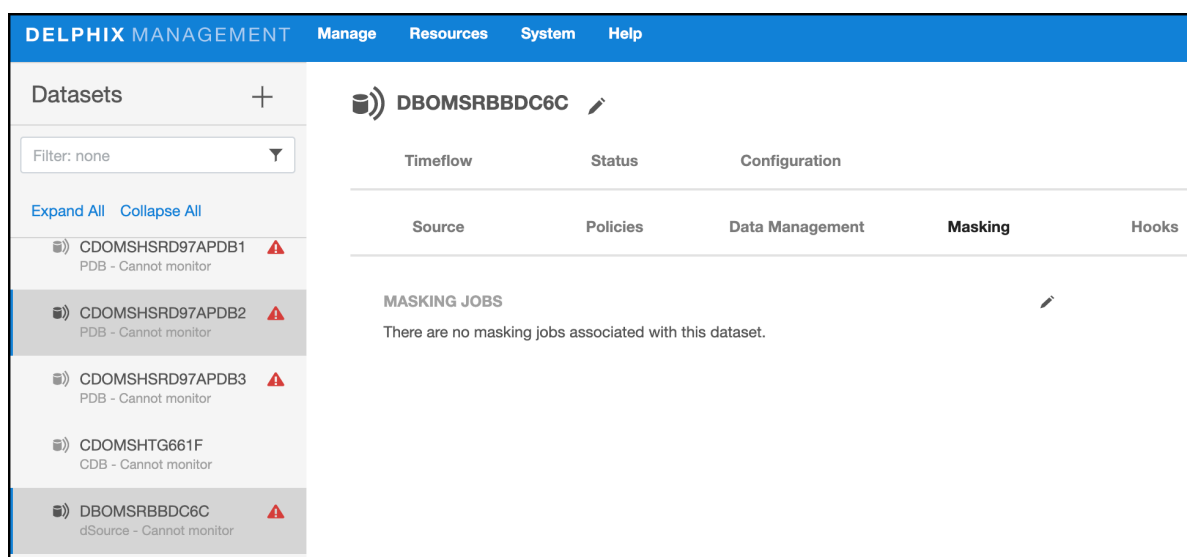 DELPHIX MANAGEMENT Manage Resources System Help
Datasets
Filter: none
Expand All Collapse All
CDOMSHSRD97APDB1
PDB - Cannot monitor
CDOMSHSRD97APDB2
PDB - Cannot monitor
CDOMSHSRD97APDB3
PDB - Cannot monitor
CDOMSHTG661F
CDB - Cannot monitor
DBOMSRBBDC6C
dSource - Cannot monitor
DBOMSRBBDC6C
Timeflow Status Configuration
Source Policies Data Management Masking Hooks
MASKING JOBS
There are no masking jobs associated with this dataset.